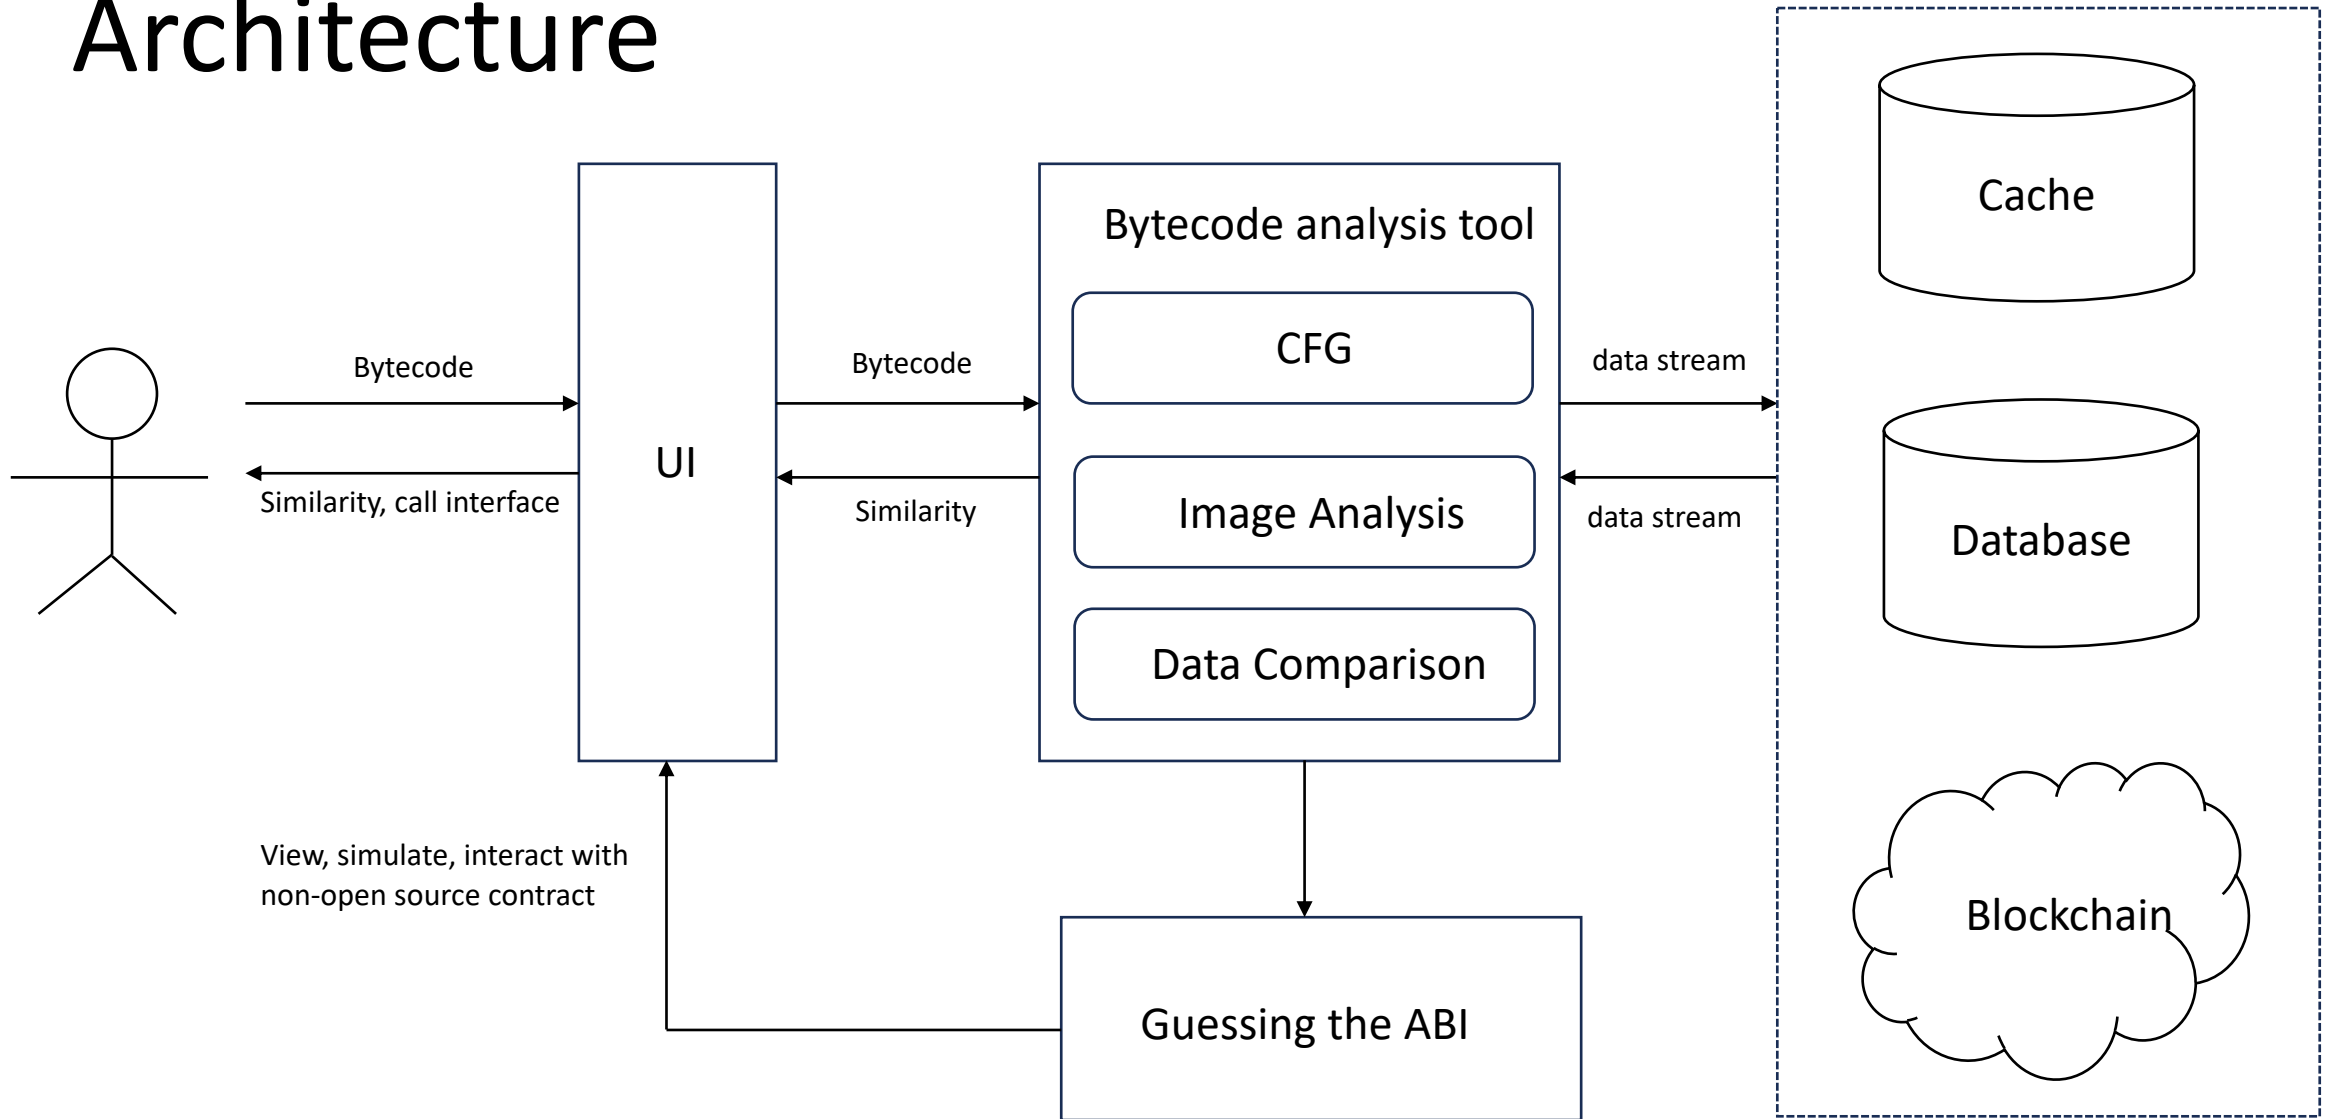 Architecture
Bytecode
Similarity, call interface
UI
Bytecode
Similarity
Bytecode analysis tool
CFG
Image Analysis
Data Comparison
data stream
data stream
Cache
Database
Blockchain
View, simulate, interact with
non-open source contract
Guessing the ABI